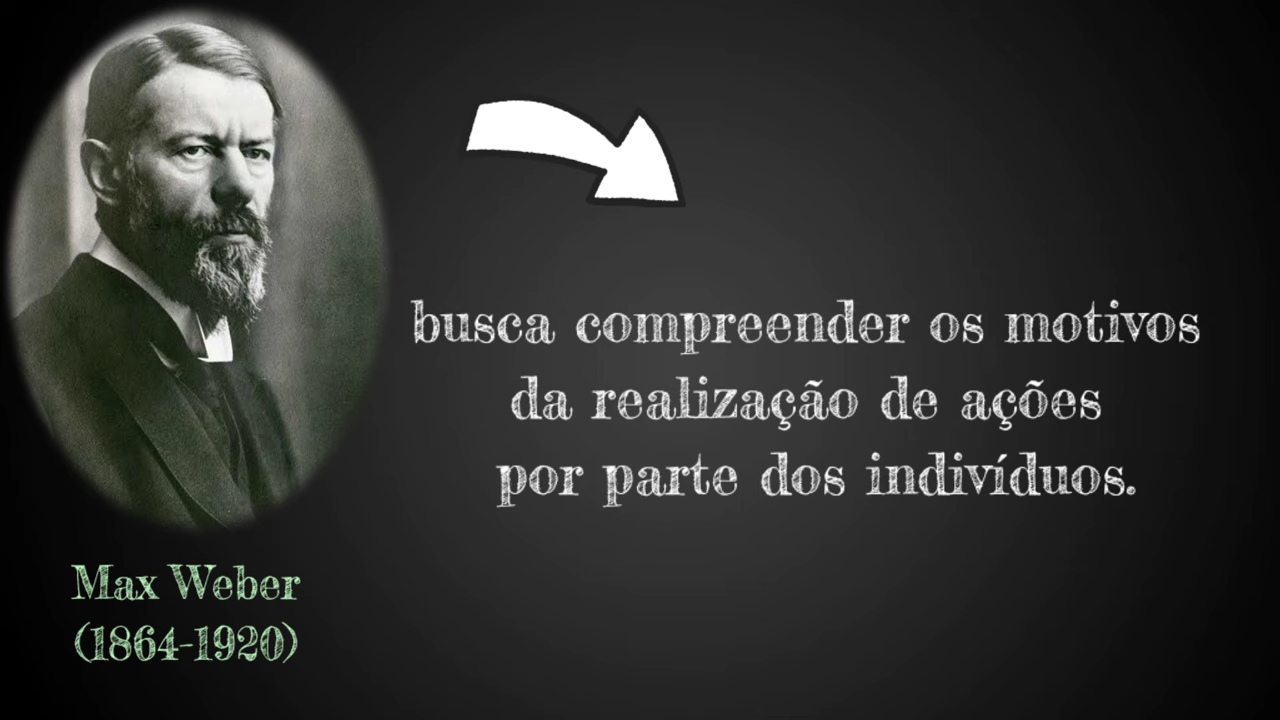 busca compreender os motivos
da realização de ações
por parte dos indivíduos.
Max Weber
(1864-1920)